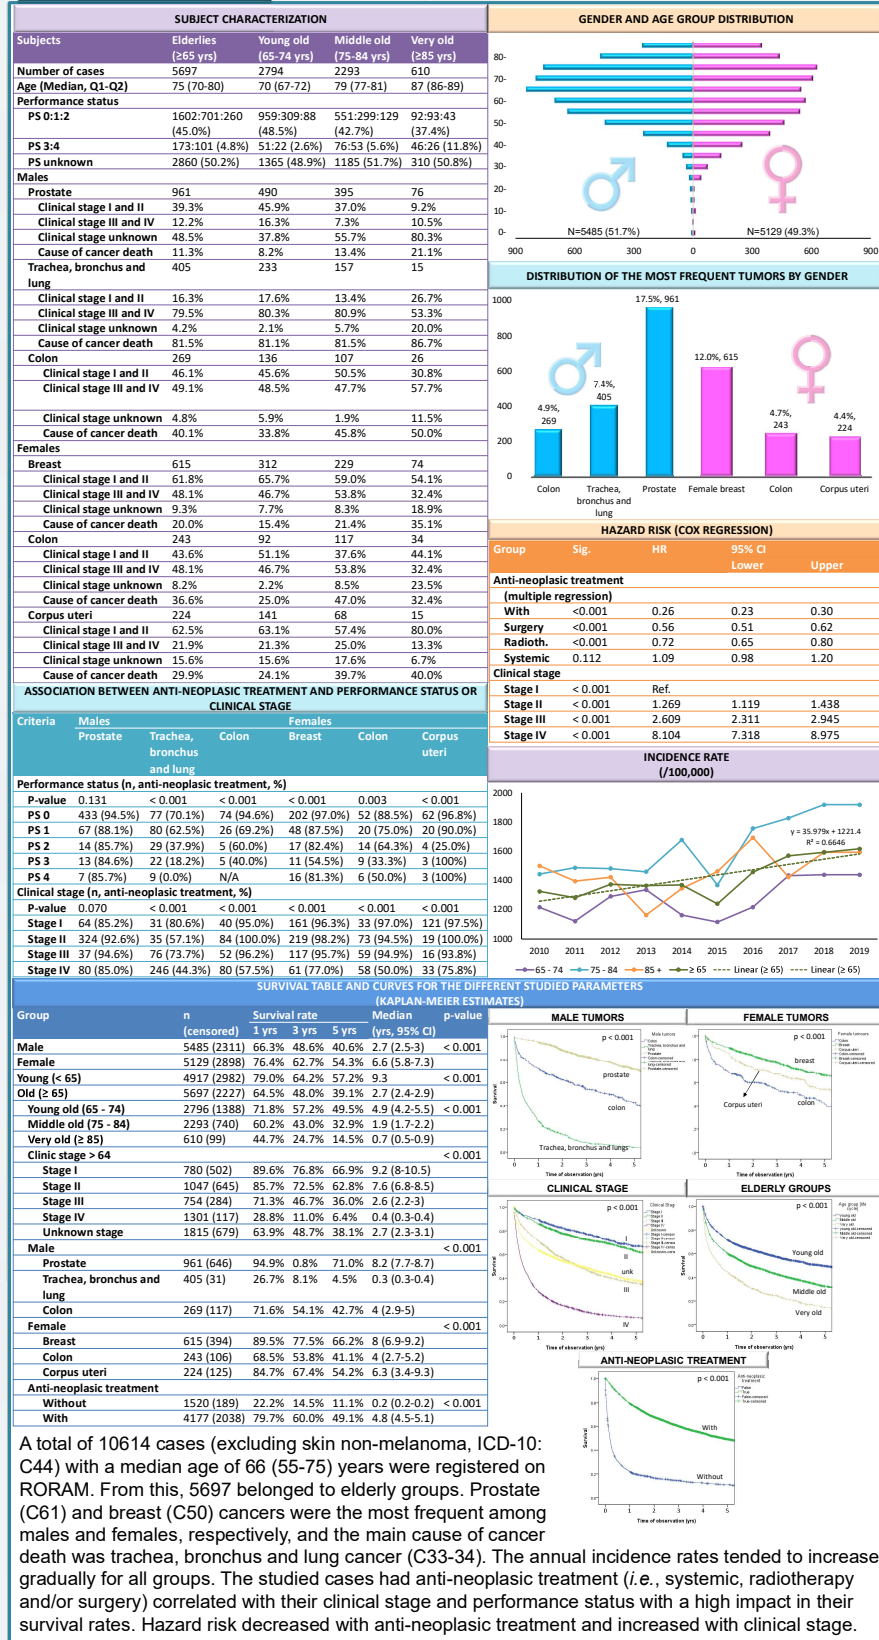 SUBJECT CHARACTERIZATION
Subjects Elderlies (≥65 yrs) Young old (65-74 yrs) Middle old (75-84 yrs) Very old (≥85 yrs)
Number of cases 5697 2794 2293 610
Age (Median, Q1-Q2) 75 (70-80) 70 (67-72) 79 (77-81) 87 (86-89)
Performance status
PS 0:1:2 1602:701:260 (45.0%) 959:309:88 (48.5%) 551:299:129 (42.7%) 92:93:43 (37.4%)
PS 3:4 173:101 (4.8%) 51:22 (2.6%) 76:53 (5.6%) 46:26 (11.8%)
PS unknown 2860 (50.2%) 1365 (48.9%) 1185 (51.7%) 310 (50.8%)
Males
Prostate 961 490 395 76
Clinical stage I and II 39.3% 45.9% 37.0% 9.2%
Clinical stage III and IV 12.2% 16.3% 7.3% 10.5%
Clinical stage unknown 48.5% 37.8% 55.7% 80.3%
Cause of cancer death 11.3% 8.2% 13.4% 21.1%
Trachea, bronchus and lung 405 233 157 15
Clinical stage I and II 16.3% 17.6% 13.4% 26.7%
Clinical stage III and IV 79.5% 80.3% 80.9% 53.3%
Clinical stage unknown 4.2% 2.1% 5.7% 20.0%
Cause of cancer death 81.5% 81.1% 81.5% 86.7%
Colon 269 136 107 26
Clinical stage I and II 46.1% 45.6% 50.5% 30.8%
Clinical stage III and IV 49.1% 48.5% 47.7% 57.7%
Clinical stage unknown 4.8% 5.9% 1.9% 11.5%
Cause of cancer death 40.1% 33.8% 45.8% 50.0%
Females
Breast 615 312 229 74
Clinical stage I and II 61.8% 65.7% 59.0% 54.1%
Clinical stage III and IV 48.1% 46.7% 53.8% 32.4%
Clinical stage unknown 9.3% 7.7% 8.3% 18.9%
Cause of cancer death 20.0% 15.4% 21.4% 35.1%
Colon 243 92 117 34
Clinical stage I and II 43.6% 51.1% 37.6% 44.1%
Clinical stage III and IV 48.1% 46.7% 53.8% 32.4%
Clinical stage unknown 8.2% 2.2% 8.5% 23.5%
Cause of cancer death 36.6% 25.0% 47.0% 32.4%
Corpus uteri 224 141 68 15
Clinical stage I and II 62.5% 63.1% 57.4% 80.0%
Clinical stage III and IV 21.9% 21.3% 25.0% 13.3%
Clinical stage unknown 15.6% 15.6% 17.6% 6.7%
Cause of cancer death 29.9% 24.1% 39.7% 40.0%
GENDER AND AGE GROUP DISTRIBUTION
80-
70-
60-
50-
40-
30-
20-
10-
0-
N=5485 (51.7%) N=5129 (49.3%)
900 600 300 0 300 600 900
DISTRIBUTION OF THE MOST FREQUENT TUMORS BY GENDER
1000
800
600
400
200
0
4.9%, 269
7.4%, 405
17.5%, 961
12.0%, 615
4.7%, 243
4.4%, 224
Colon Trachea, bronchus and lung Prostate Female breast Colon Corpus uteri
HAZARD RISK (COX REGRESSION)
Group Sig. HR 95% CI
Lower Upper
Anti-neoplasic treatment
(multiple regression)
With <0.001 0.26 0.23 0.30
Surgery <0.001 0.56 0.51 0.62
Radioth. <0.001 0.72 0.65 0.80
Systemic 0.112 1.09 0.98 1.20
Clinical stage
Stage I < 0.001 Ref.
Stage II < 0.001 1.269 1.119 1.438
Stage III < 0.001 2.609 2.311 2.945
Stage IV < 0.001 8.104 7.318 8.975
ASSOCIATION BETWEEN ANTI-NEOPLASIC TREATMENT AND PERFORMANCE STATUS OR
CLINICAL STAGE
Criteria Males Females
Prostate Trachea, bronchus and lung Colon Breast Colon Corpus uteri
Performance status (n, anti-neoplasic treatment, %)
P-value 0.131 < 0.001 < 0.001 < 0.001 0.003 < 0.001
PS 0 433 (94.5%) 77 (70.1%) 74 (94.6%) 202 (97.0%) 52 (88.5%) 62 (96.8%)
PS 1 67 (88.1%) 80 (62.5%) 26 (69.2%) 48 (87.5%) 20 (75.0%) 20 (90.0%)
PS 2 14 (85.7%) 29 (37.9%) 5 (60.0%) 17 (82.4%) 14 (64.3%) 4 (25.0%)
PS 3 13 (84.6%) 22 (18.2%) 5 (40.0%) 11 (54.5%) 9 (33.3%) 3 (100%)
PS 4 7 (85.7%) 9 (0.0%) N/A 16 (81.3%) 6 (50.0%) 3 (100%)
Clinical stage (n, anti-neoplasic treatment, %)
P-value 0.070 < 0.001 < 0.001 < 0.001 < 0.001 < 0.001
Stage I 64 (85.2%) 31 (80.6%) 40 (95.0%) 161 (96.3%) 33 (97.0%) 121 (97.5%)
Stage II 324 (92.6%) 35 (57.1%) 84 (100.0%) 219 (98.2%) 73 (94.5%) 19 (100.0%)
Stage III 37 (94.6%) 76 (73.7%) 52 (96.2%) 117 (95.7%) 59 (94.9%) 16 (93.8%)
Stage IV 80 (85.0%) 246 (44.3%) 80 (57.5%) 61 (77.0%) 58 (50.0%) 33 (75.8%)
INCIDENCE RATE
(/100,000)
2000
1800
1600
1400
1200
1000
y = 35.979x + 1221.4
R² = 0.6646
2010 2011 2012 2013 2014 2015 2016 2017 2018 2019
65 - 74 75 - 84 85 + ≥ 65 Linear (≥ 65) Linear (≥ 65)
SURVIVAL TABLE AND CURVES FOR THE DIFFERENT STUDIED PARAMETERS
(KAPLAN-MEIER ESTIMATES)
Group n (censored) Survival rate 1 yrs 3 yrs 5 yrs Median (yrs, 95% CI) p-value
Male 5485 (2311) 66.3% 48.6% 40.6% 2.7 (2.5-3) < 0.001
Female 5129 (2898) 76.4% 62.7% 54.3% 6.6 (5.8-7.3)
Young (< 65) 4917 (2982) 79.0% 64.2% 57.2% 9.3 < 0.001
Old (≥ 65) 5697 (2227) 64.5% 48.0% 39.1% 2.7 (2.4-2.9)
Young old (65 - 74) 2796 (1388) 71.8% 57.2% 49.5% 4.9 (4.2-5.5) < 0.001
Middle old (75 - 84) 2293 (740) 60.2% 43.0% 32.9% 1.9 (1.7-2.2)
Very old (≥ 85) 610 (99) 44.7% 24.7% 14.5% 0.7 (0.5-0.9)
Clinic stage > 64 < 0.001
Stage I 780 (502) 89.6% 76.8% 66.9% 9.2 (8-10.5)
Stage II 1047 (645) 85.7% 72.5% 62.8% 7.6 (6.8-8.5)
Stage III 754 (284) 71.3% 46.7% 36.0% 2.6 (2.2-3)
Stage IV 1301 (117) 28.8% 11.0% 6.4% 0.4 (0.3-0.4)
Unknown stage 1815 (679) 63.9% 48.7% 38.1% 2.7 (2.3-3.1)
Male < 0.001
Prostate 961 (646) 94.9% 0.8% 71.0% 8.2 (7.7-8.7)
Trachea, bronchus and lung 405 (31) 26.7% 8.1% 4.5% 0.3 (0.3-0.4)
Colon 269 (117) 71.6% 54.1% 42.7% 4 (2.9-5)
Female < 0.001
Breast 615 (394) 89.5% 77.5% 66.2% 8 (6.9-9.2)
Colon 243 (106) 68.5% 53.8% 41.1% 4 (2.7-5.2)
Corpus uteri 224 (125) 84.7% 67.4% 54.2% 6.3 (3.4-9.3)
Anti-neoplasic treatment
Without 1520 (189) 22.2% 14.5% 11.1% 0.2 (0.2-0.2) < 0.001
With 4177 (2038) 79.7% 60.0% 49.1% 4.8 (4.5-5.1)
MALE TUMORS
p < 0.001
prostate
colon
Trachea, bronchus and lungs
Survival
Time of observation (yrs)
FEMALE TUMORS
p < 0.001
breast
Corpus uteri
colon
Survival
Time of observation (yrs)
CLINICAL STAGE
p < 0.001
I
II
unk
III
IV
Survival
Time of observation (yrs)
ELDERLY GROUPS
p < 0.001
Young old
Middle old
Very old
Survival
Time of observation (yrs)
ANTI-NEOPLASIC TREATMENT
p < 0.001
With
Without
Survival
Time of observation (yrs)
A total of 10614 cases (excluding skin non-melanoma, ICD-10:
C44) with a median age of 66 (55-75) years were registered on
RORAM. From this, 5697 belonged to elderly groups. Prostate
(C61) and breast (C50) cancers were the most frequent among
males and females, respectively, and the main cause of cancer
death was trachea, bronchus and lung cancer (C33-34). The annual incidence rates tended to increase
gradually for all groups. The studied cases had anti-neoplasic treatment (i.e., systemic, radiotherapy
and/or surgery) correlated with their clinical stage and performance status with a high impact in their
survival rates. Hazard risk decreased with anti-neoplasic treatment and increased with clinical stage.